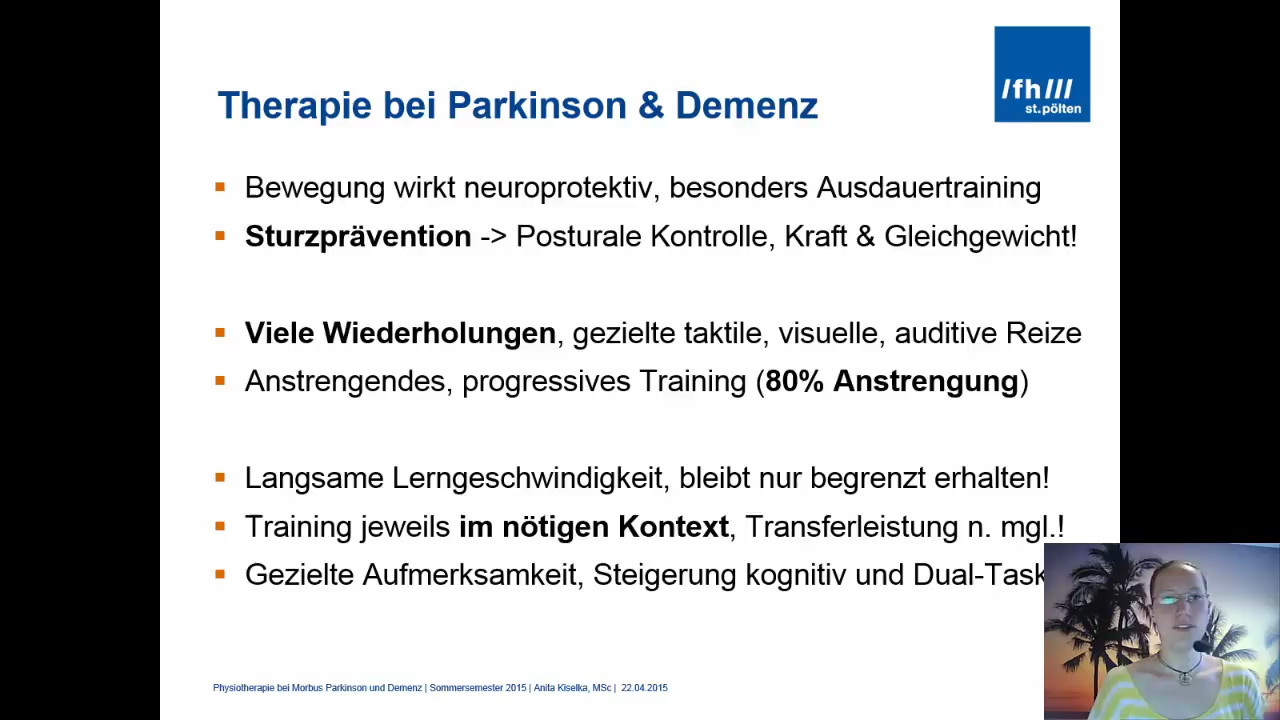 /fh///
st.pölten
Therapie bei Parkinson & Demenz
Bewegung wirkt neuroprotektiv, besonders Ausdauertraining
Sturzprävention -> Posturale Kontrolle, Kraft & Gleichgewicht!
Viele Wiederholungen, gezielte taktile, visuelle, auditive Reize
Anstrengendes, progressives Training (80% Anstrengung)
Langsame Lerngeschwindigkeit, bleibt nur begrenzt erhalten!
Training jeweils im nötigen Kontext, Transferleistung n. mgl.!
Gezielte Aufmerksamkeit, Steigerung kognitiv und Dual-Task
Physiotherapie bei Morbus Parkinson und Demenz | Sommersemester 2015 | Anita Kiselka, MSc | 22.04.2015